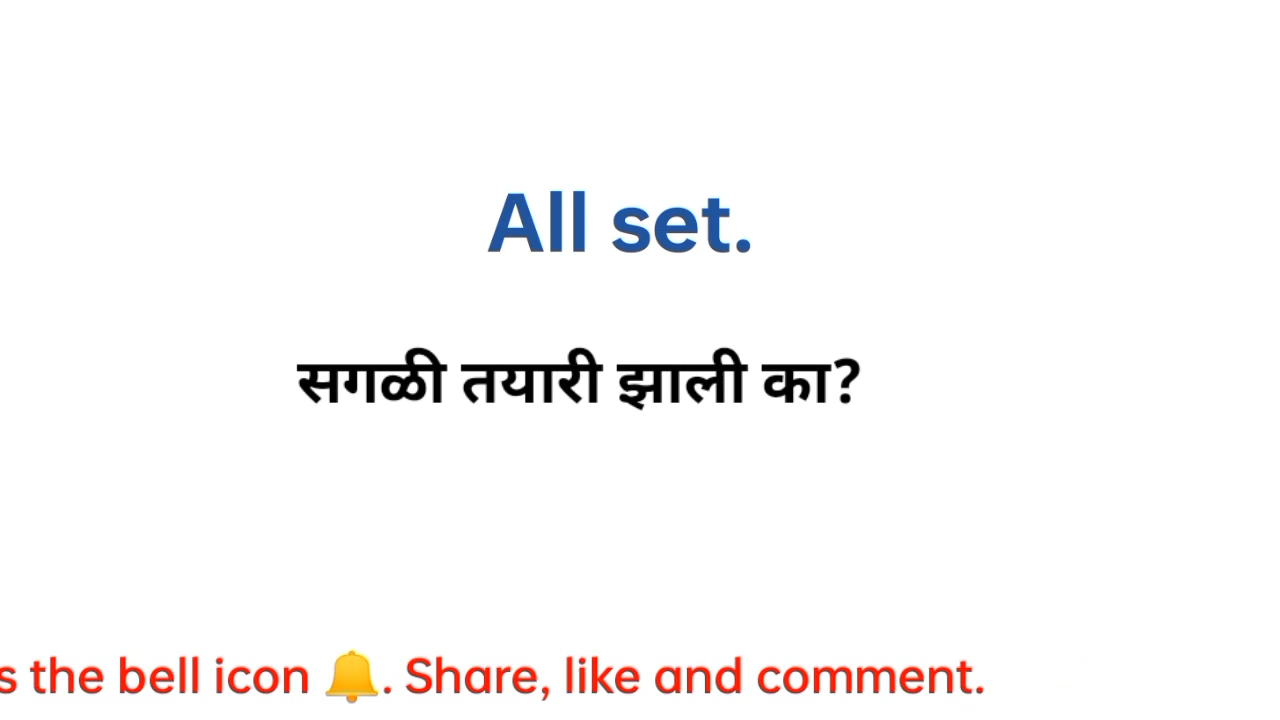 All set.
सगळी तयारी झाली का?
s the bell icon 🔔. Share, like and comment.